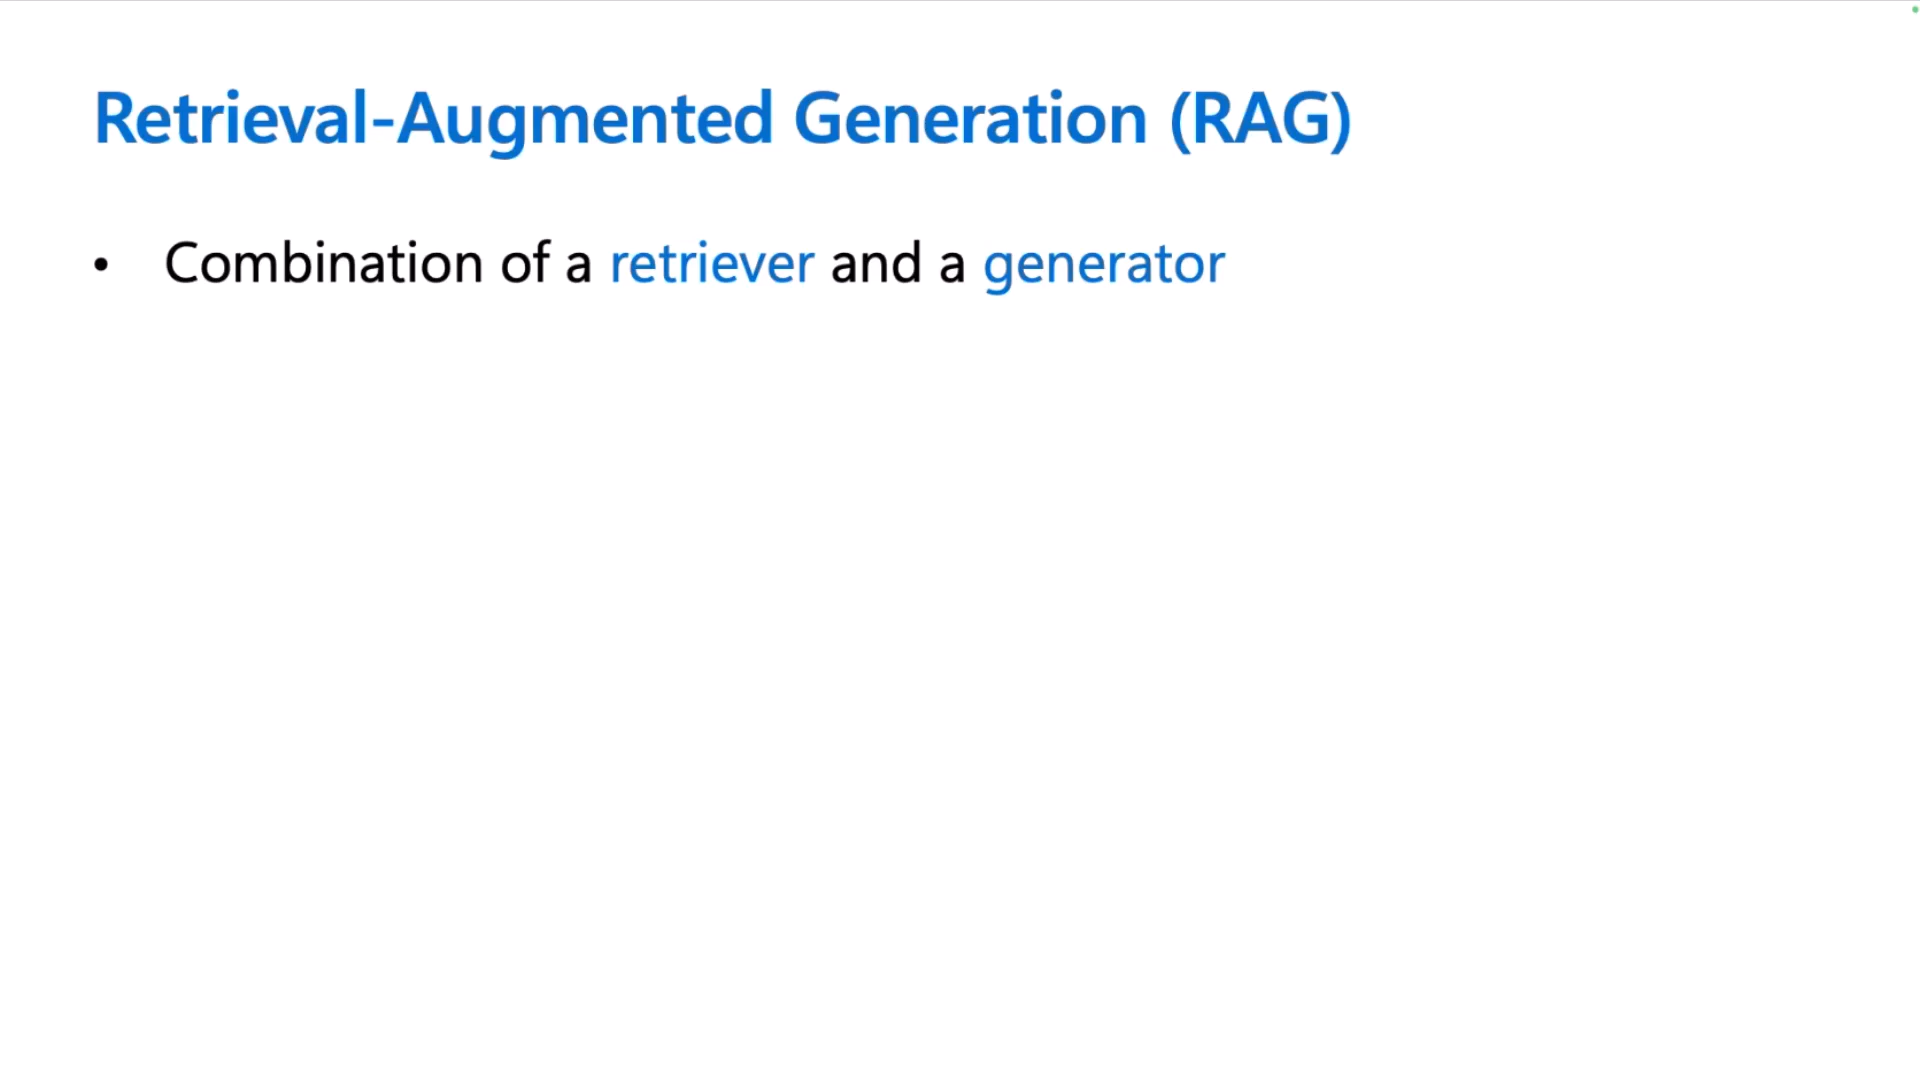 Retrieval-Augmented Generation (RAG)
• Combination of a retriever and a generator